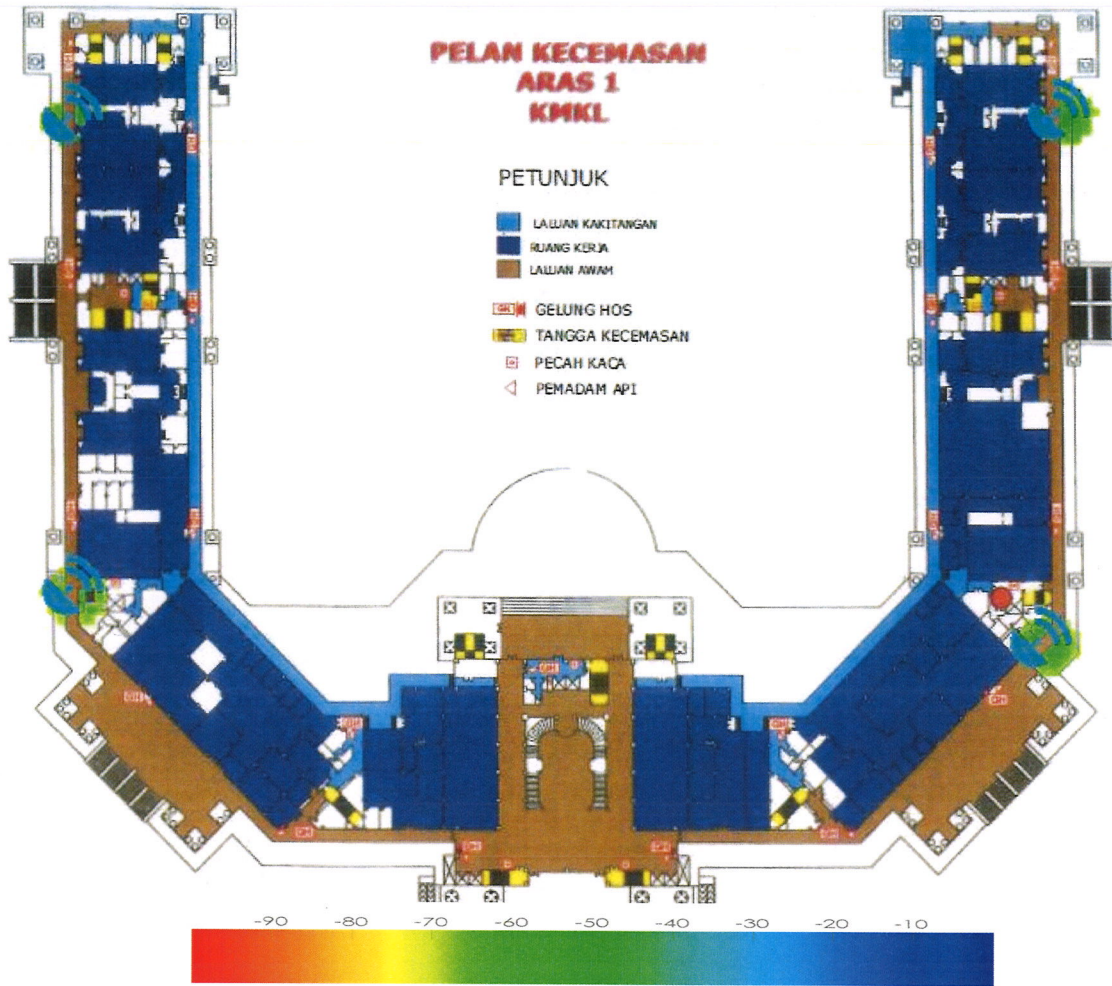 PELAN KECEMASAN
ARAS 1
KMKL
PETUNJUK
LALUAN KAKITANGAN
RUANG KERJA
LALUAN AWAM
GELUNG HOS
TANGGA KECEMASAN
PECAH KACA
PEMADAM API
-90 -80 -70 -60 -50 -40 -30 -20 -10